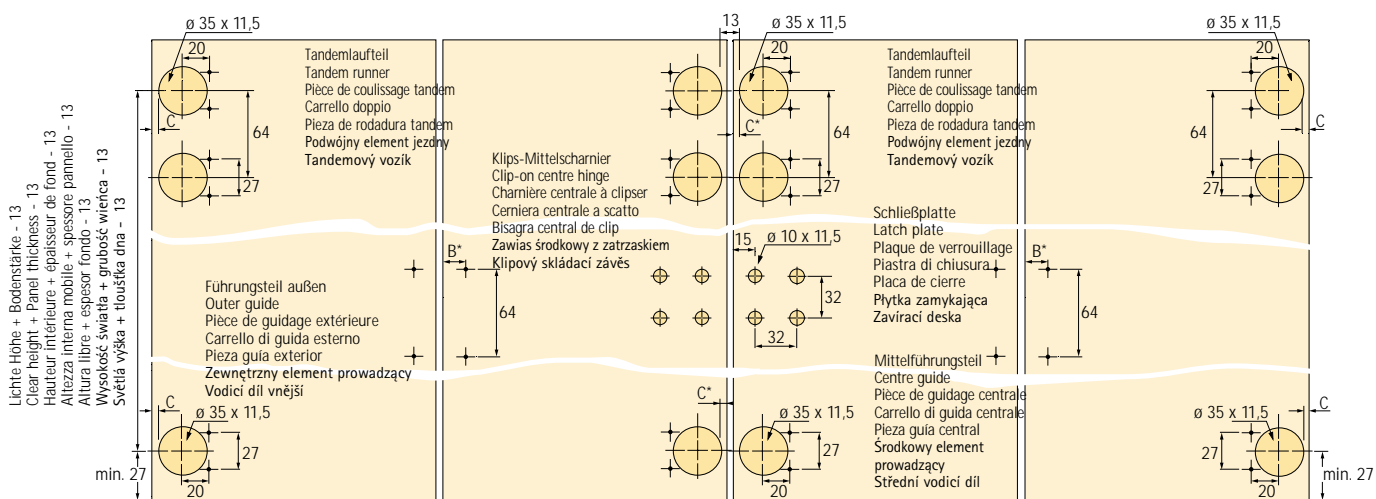 ø 35 x 11,5
20
Tandemlaufteil
Tandem runner
Pièce de coulissage tandem
Carrello doppio
Pieza de rodadura tandem
Podwójny element jezdny
Tandemový vozík
C
64
27
13
ø 35 x 11,5
20
Tandemlaufteil
Tandem runner
Pièce de coulissage tandem
Carrello doppio
Pieza de rodadura tandem
Podwójny element jezdny
Tandemový vozík
C*
64
27
ø 35 x 11,5
20
C
64
27
Lichte Höhe + Bodenstärke - 13
Clear height + Panel thickness - 13
Hauteur intérieure + épaisseur de fond - 13
Altezza interna mobile + spessore pannello - 13
Altura libre + espesor fondo - 13
Wysokość światła + grubość wieńca - 13
Světlá výška + tloušťka dna - 13
Klips-Mittelscharnier
Clip-on centre hinge
Charnière centrale à clipser
Cerniera centrale a scatto
Bisagra central de clip
Zawias środkowy z zatrzaskiem
Klipový skládací závěs
B*
64
15
ø 10 x 11,5
32
32
Schließplatte
Latch plate
Plaque de verrouillage
Piastra di chiusura
Placa de cierre
Płytka zamykająca
Zavírací deska
B*
64
Führungsteil außen
Outer guide
Pièce de guidage extérieure
Carrello di guida esterno
Pieza guía exterior
Zewnętrzny element prowadzący
Vodicí díl vnější
C
ø 35 x 11,5
27
20
min. 27
C*
ø 35 x 11,5
27
20
Mittelführungsteil
Centre guide
Pièce de guidage centrale
Carrello di guida centrale
Pieza guía central
Środkowy element
prowadzący
Střední vodicí díl
C
ø 35 x 11,5
27
20
min. 27